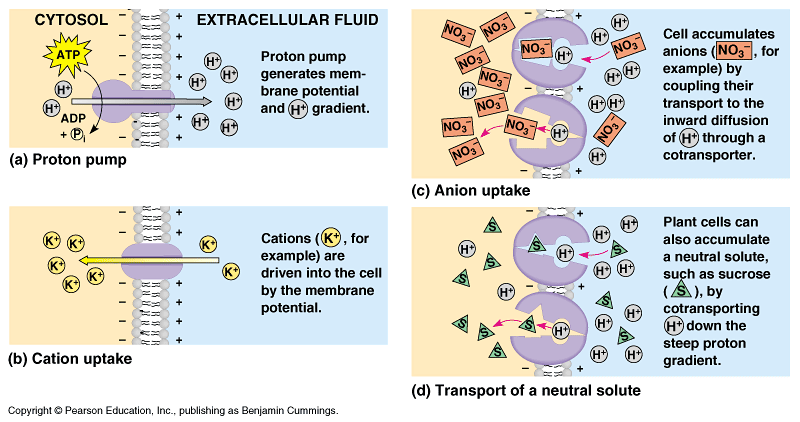 CYTOSOL
EXTRACELLULAR FLUID
ATP
ADP
+ Pi
H+
H+
H+
H+
H+
H+
H+
H+
H+
− +
− +
− +
− +
− +
Proton pump
generates mem-
brane potential
and H+ gradient.
(a) Proton pump
− +
− +
− +
− +
− +
K+
K+
K+
K+
K+
K+
K+
Cations (K+, for
example) are
driven into the cell
by the membrane
potential.
(b) Cation uptake
− +
− +
NO3−
NO3−
NO3−
NO3−
NO3−
NO3−
NO3−
NO3−
NO3−
NO3−
NO3−
H+
H+
H+
H+
H+
H+
H+
H+
H+
H+
Cell accumulates
anions (NO3−, for
example) by
coupling their
transport to the
inward diffusion
of H+ through a
cotransporter.
(c) Anion uptake
− +
− +
S
S
S
S
S
S
S
S
S
S
S
H+
H+
H+
H+
H+
H+
H+
H+
H+
H+
H+
H+
H+
Plant cells can
also accumulate
a neutral solute,
such as sucrose
( S ), by
cotransporting
H+ down the
steep proton
gradient.
(d) Transport of a neutral solute
Copyright © Pearson Education, Inc., publishing as Benjamin Cummings.